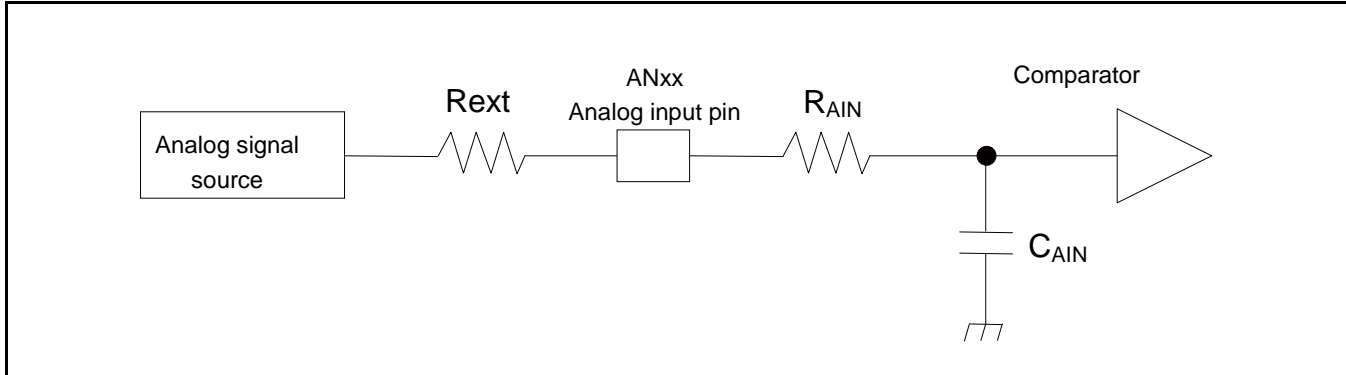 Analog signal
source
Rext
ANxx
Analog input pin
RAIN
Comparator
CAIN